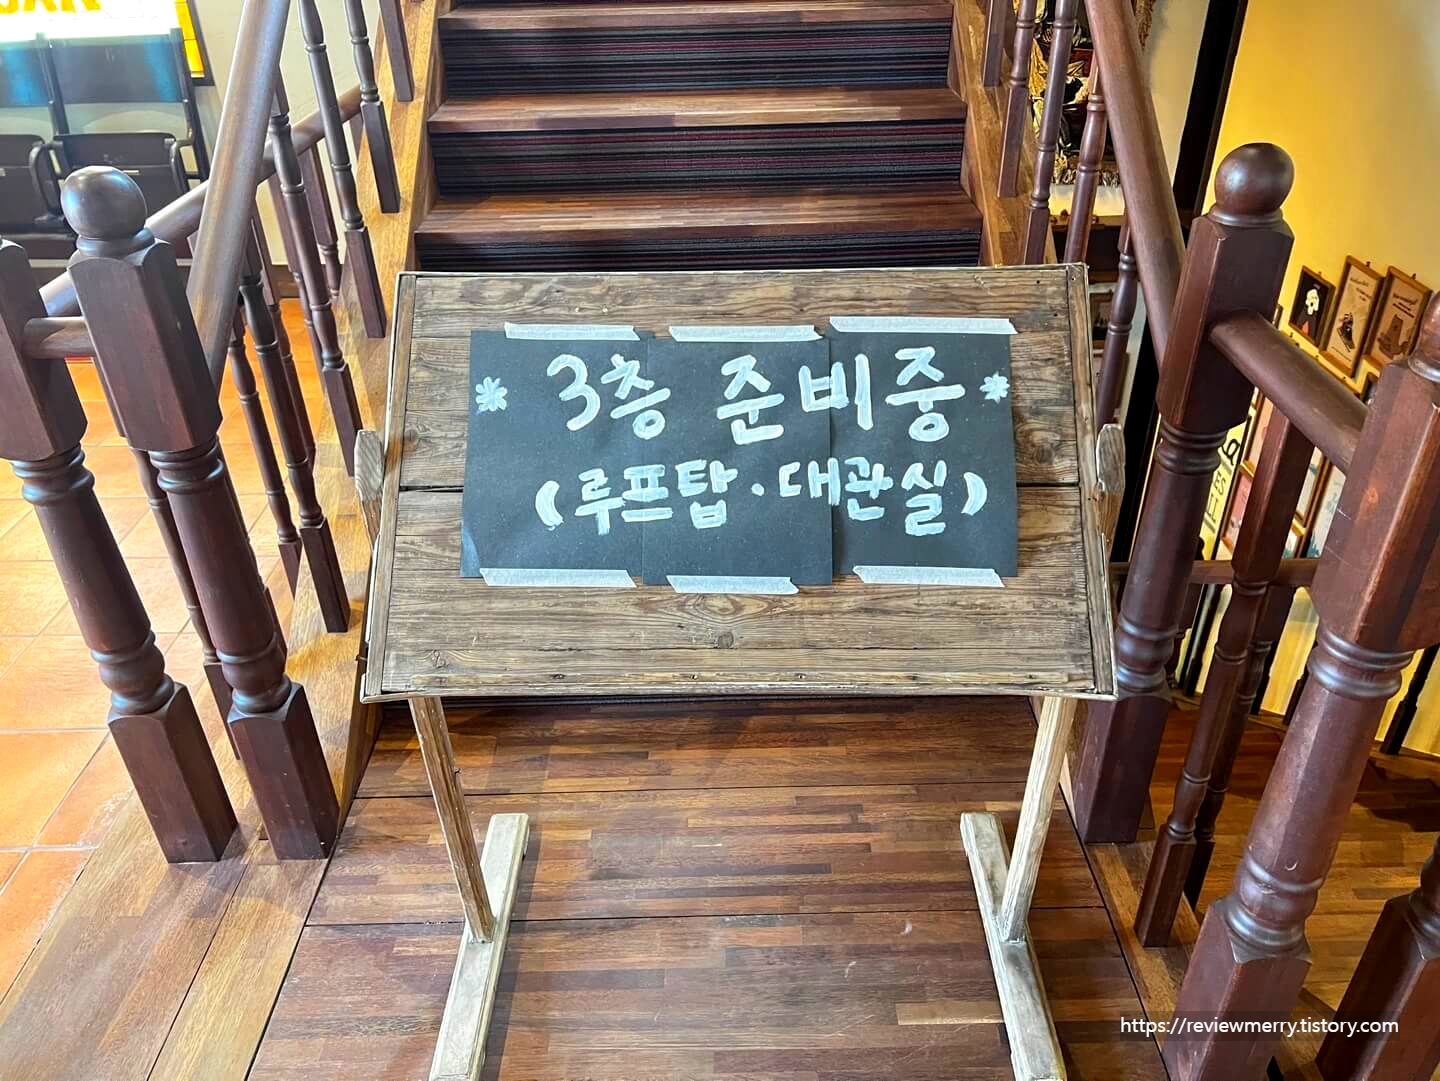 * 3층 준비중 *
(루프탑 · 대관실)
https://reviewmerry.tistory.com